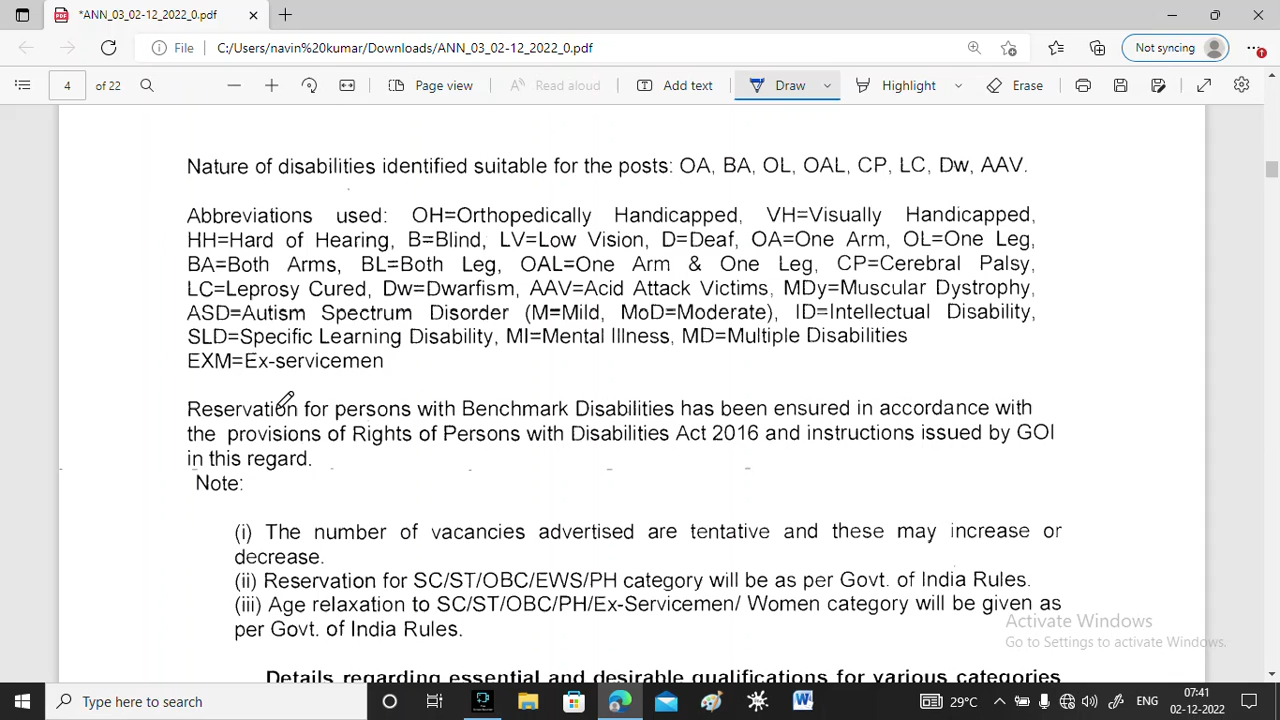 *ANN_03_02-12_2022_0.pdf
File C:/Users/navin%20kumar/Downloads/ANN_03_02-12_2022_0.pdf Not syncing
4 of 22 Page view Read aloud Add text Draw Highlight Erase
Nature of disabilities identified suitable for the posts: OA, BA, OL, OAL, CP, LC, Dw, AAV.
Abbreviations used: OH=Orthopedically Handicapped, VH=Visually Handicapped,
HH=Hard of Hearing, B=Blind, LV=Low Vision, D=Deaf, OA=One Arm, OL=One Leg,
BA=Both Arms, BL=Both Leg, OAL=One Arm & One Leg, CP=Cerebral Palsy,
LC=Leprosy Cured, Dw=Dwarfism, AAV=Acid Attack Victims, MDy=Muscular Dystrophy,
ASD=Autism Spectrum Disorder (M=Mild, MoD=Moderate), ID=Intellectual Disability,
SLD=Specific Learning Disability, MI=Mental Illness, MD=Multiple Disabilities
EXM=Ex-servicemen
Reservation for persons with Benchmark Disabilities has been ensured in accordance with
the provisions of Rights of Persons with Disabilities Act 2016 and instructions issued by GOI
in this regard.
Note:
(i) The number of vacancies advertised are tentative and these may increase or
decrease.
(ii) Reservation for SC/ST/OBC/EWS/PH category will be as per Govt. of India Rules.
(iii) Age relaxation to SC/ST/OBC/PH/Ex-Servicemen/ Women category will be given as
per Govt. of India Rules.
Activate Windows
Go to Settings to activate Windows.
Details regarding essential and desirable qualifications for various categories
Type here to search 29°C ENG 07:41
02-12-2022